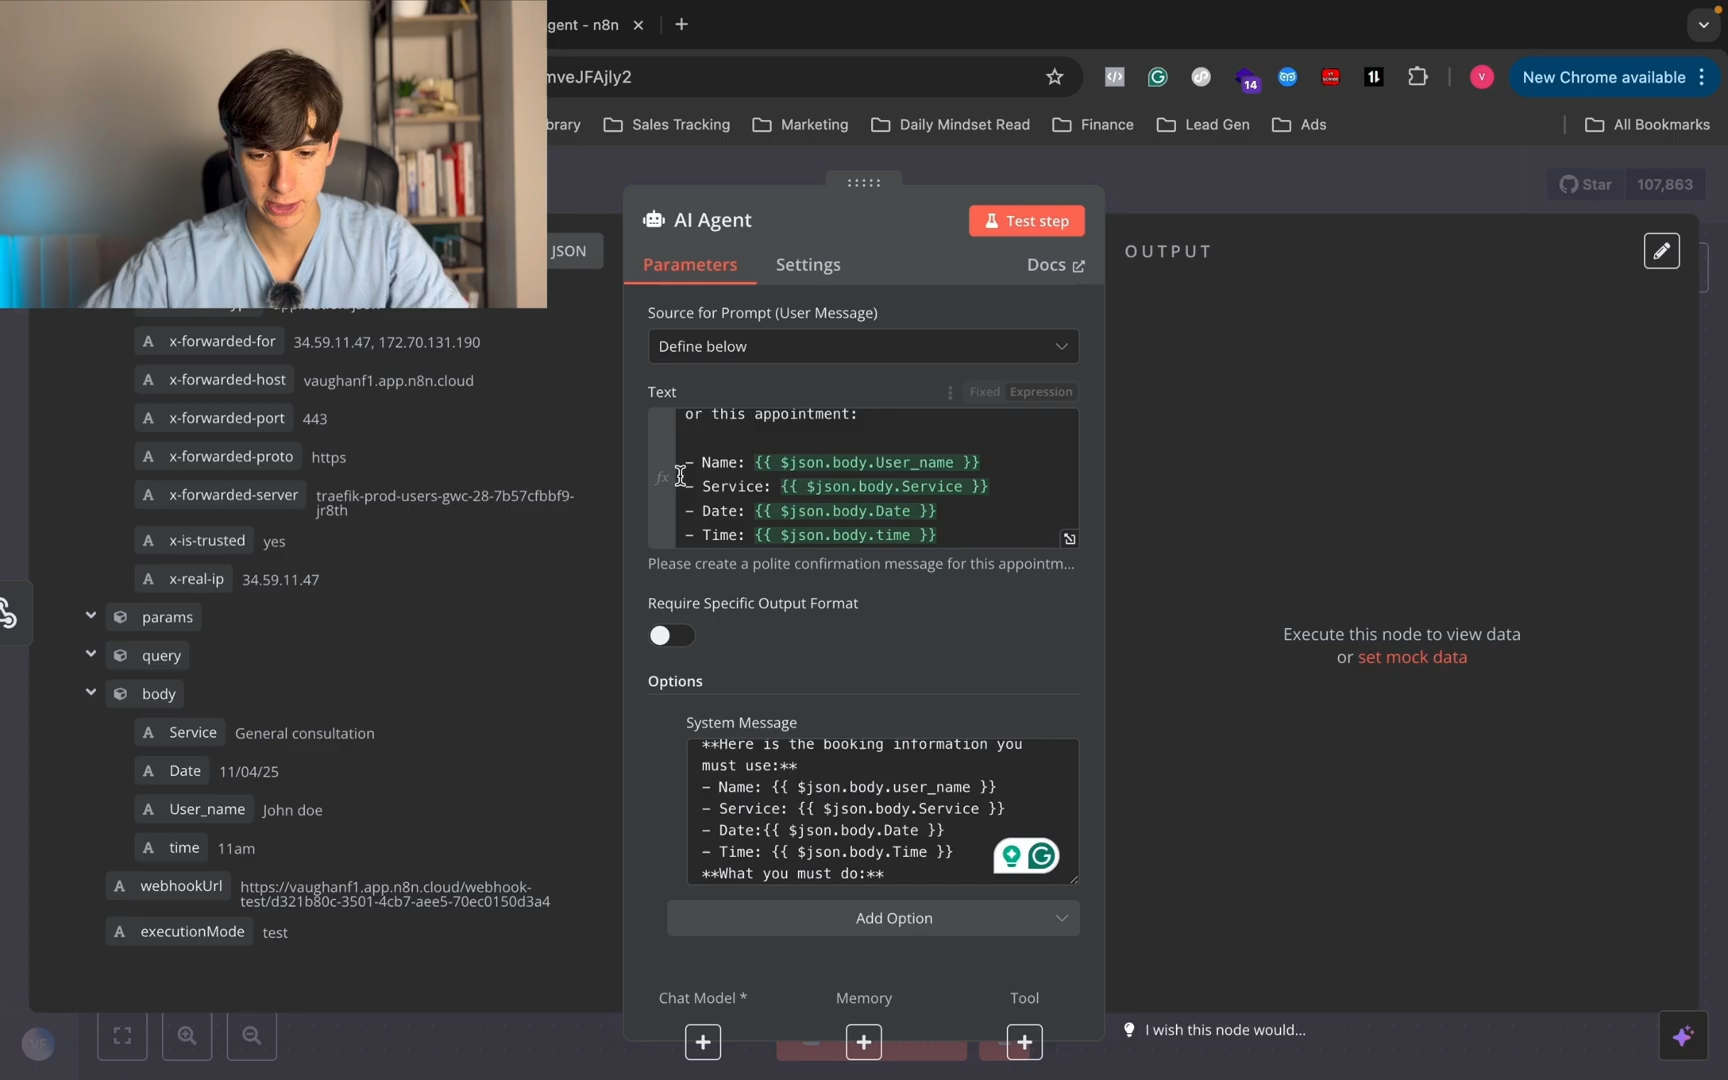 gent - n8n
mveJFAjly2
14
V
New Chrome available
brary
Sales Tracking
Marketing
Daily Mindset Read
Finance
Lead Gen
Ads
All Bookmarks
Star 107,863
JSON
AI Agent
Test step
OUTPUT
Parameters
Settings
Docs
Source for Prompt (User Message)
Define below
x-forwarded-for 34.59.11.47, 172.70.131.190
x-forwarded-host vaughanf1.app.n8n.cloud
x-forwarded-port 443
x-forwarded-proto https
x-forwarded-server traefik-prod-users-gwc-28-7b57cfbbf9-
jr8th
x-is-trusted yes
x-real-ip 34.59.11.47
params
query
body
Service General consultation
Date 11/04/25
User_name John doe
time 11am
webhookUrl https://vaughanf1.app.n8n.cloud/webhook-
test/d321b80c-3501-4cb7-aee5-70ec0150d3a4
executionMode test
Text
Fixed Expression
or this appointment:
fx
- Name: {{ $json.body.User_name }}
- Service: {{ $json.body.Service }}
- Date: {{ $json.body.Date }}
- Time: {{ $json.body.time }}
Please create a polite confirmation message for this appointm...
Require Specific Output Format
Options
System Message
**Here is the booking information you
must use:**
- Name: {{ $json.body.user_name }}
- Service: {{ $json.body.Service }}
- Date:{{ $json.body.Date }}
- Time: {{ $json.body.Time }}
**What you must do:**
Add Option
Chat Model *
Memory
Tool
Execute this node to view data
or set mock data
I wish this node would...
VF